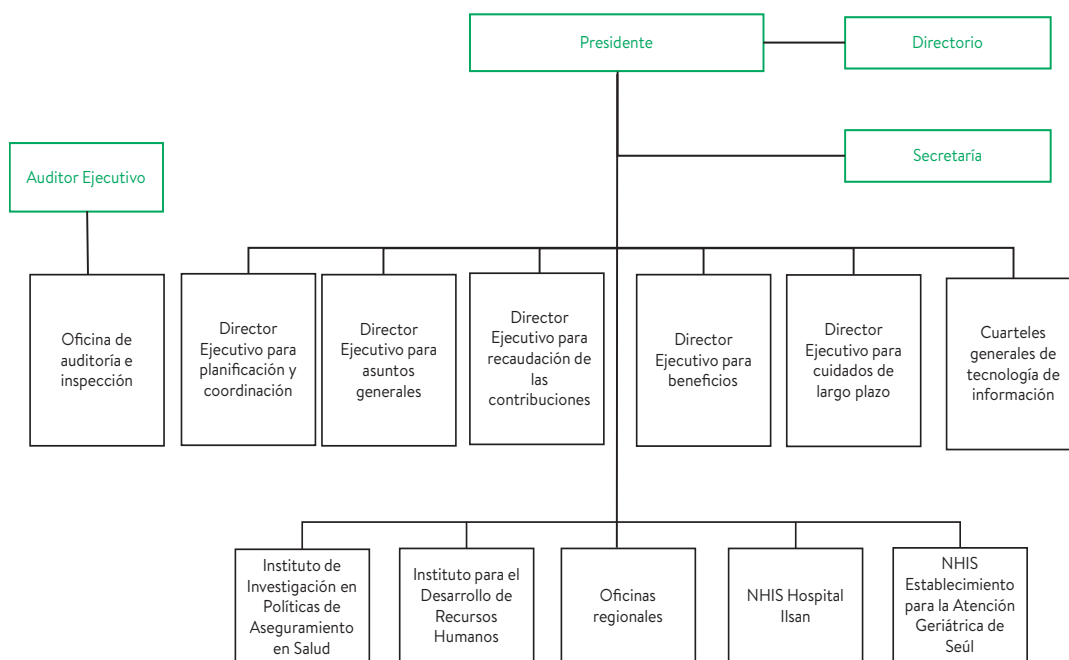 Presidente
Directorio
Secretaría
Auditor Ejecutivo
Oficina de
auditoría e
inspección
Director
Ejecutivo para
planificación y
coordinación
Director
Ejecutivo para
asuntos
generales
Director
Ejecutivo para
recaudación de
las
contribuciones
Director
Ejecutivo para
beneficios
Director
Ejecutivo para
cuidados de
largo plazo
Cuarteles
generales de
tecnología de
información
Instituto de
Investigación en
Políticas de
Aseguramiento
en Salud
Instituto para el
Desarrollo de
Recursos
Humanos
Oficinas
regionales
NHIS Hospital
Ilsan
NHIS
Establecimiento
para la Atención
Geriátrica de
Seúl